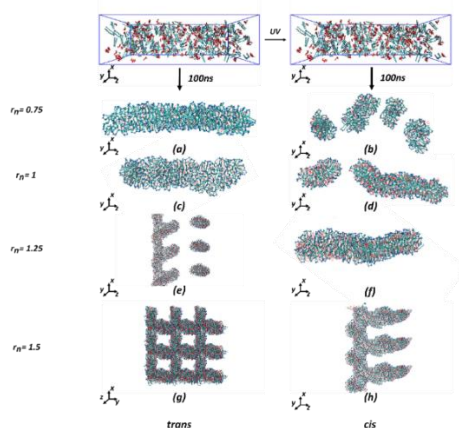 UV
100ns 100ns
r_n= 0.75
(a) (b)
r_n= 1
(c) (d)
r_n= 1.25
(e) (f)
r_n= 1.5
(g) (h)
trans cis